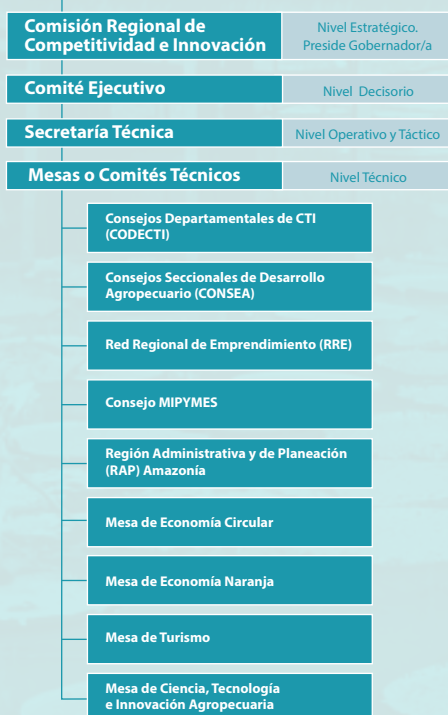 Comisión Regional de
Competitividad e Innovación
Nivel Estratégico.
Preside Gobernador/a
Comité Ejecutivo
Nivel Decisorio
Secretaría Técnica
Nivel Operativo y Táctico
Mesas o Comités Técnicos
Nivel Técnico
Consejos Departamentales de CTI
(CODECTI)
Consejos Seccionales de Desarrollo
Agropecuario (CONSEA)
Red Regional de Emprendimiento (RRE)
Consejo MIPYMES
Región Administrativa y de Planeación
(RAP) Amazonía
Mesa de Economía Circular
Mesa de Economía Naranja
Mesa de Turismo
Mesa de Ciencia, Tecnología
e Innovación Agropecuaria